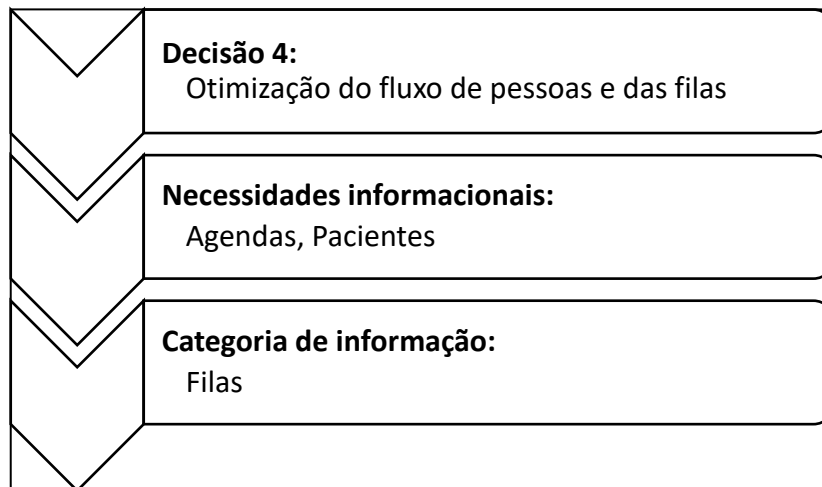 Decisão 4:
Otimização do fluxo de pessoas e das filas
Necessidades informacionais:
Agendas, Pacientes
Categoria de informação:
Filas